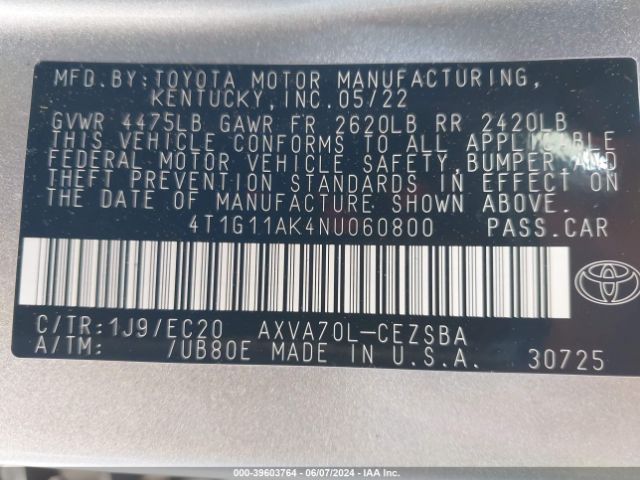 MFD.BY:TOYOTA MOTOR MANUFACTURING,
KENTUCKY,INC.05/22
GVWR 4475LB GAWR FR 2620LB RR 2420LB
THIS VEHICLE CONFORMS TO ALL APPLICABLE
FEDERAL MOTOR VEHICLE SAFETY,BUMPER AND
THEFT PREVENTION STANDARDS IN EFFECT ON
THE DATE OF MANUFACTURE SHOWN ABOVE.
4T1G11AK4NU060800 PASS.CAR
C/TR:1J9/EC20 AXVA70L-CEZSBA
A/TM: /UB80E MADE IN U.S.A. 30725
000-39603764 | 06/07/2024 | IAA Inc.